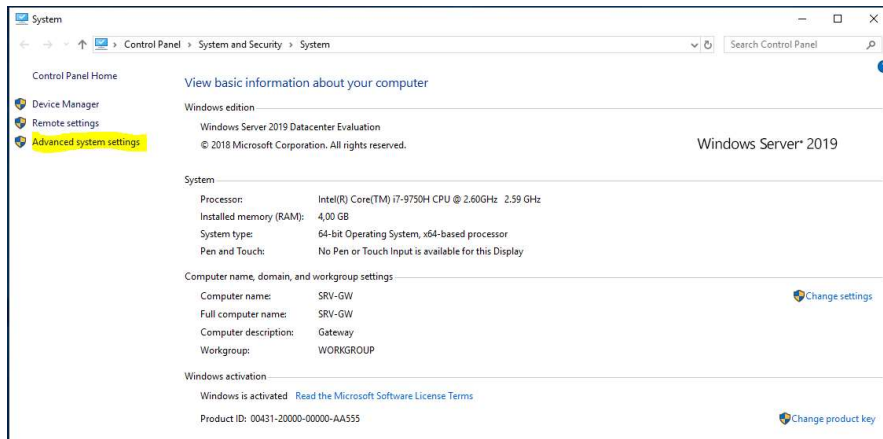 System
Control Panel › System and Security › System
Search Control Panel
Control Panel Home
Device Manager
Remote settings
Advanced system settings
View basic information about your computer
Windows edition
Windows Server 2019 Datacenter Evaluation
© 2018 Microsoft Corporation. All rights reserved.
Windows Server® 2019
System
Processor: Intel(R) Core(TM) i7-9750H CPU @ 2.60GHz 2.59 GHz
Installed memory (RAM): 4,00 GB
System type: 64-bit Operating System, x64-based processor
Pen and Touch: No Pen or Touch Input is available for this Display
Computer name, domain, and workgroup settings
Computer name: SRV-GW
Change settings
Full computer name: SRV-GW
Computer description: Gateway
Workgroup: WORKGROUP
Windows activation
Windows is activated Read the Microsoft Software License Terms
Product ID: 00431-20000-00000-AA555
Change product key